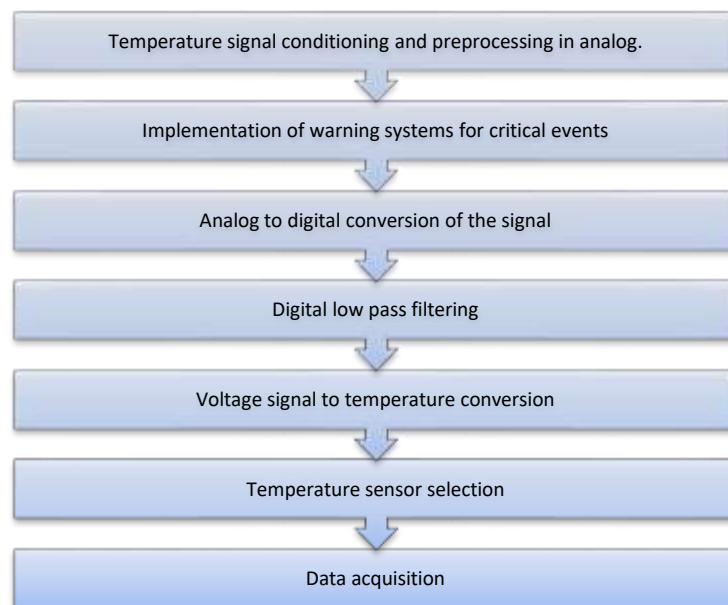 Temperature signal conditioning and preprocessing in analog.
Implementation of warning systems for critical events
Analog to digital conversion of the signal
Digital low pass filtering
Voltage signal to temperature conversion
Temperature sensor selection
Data acquisition